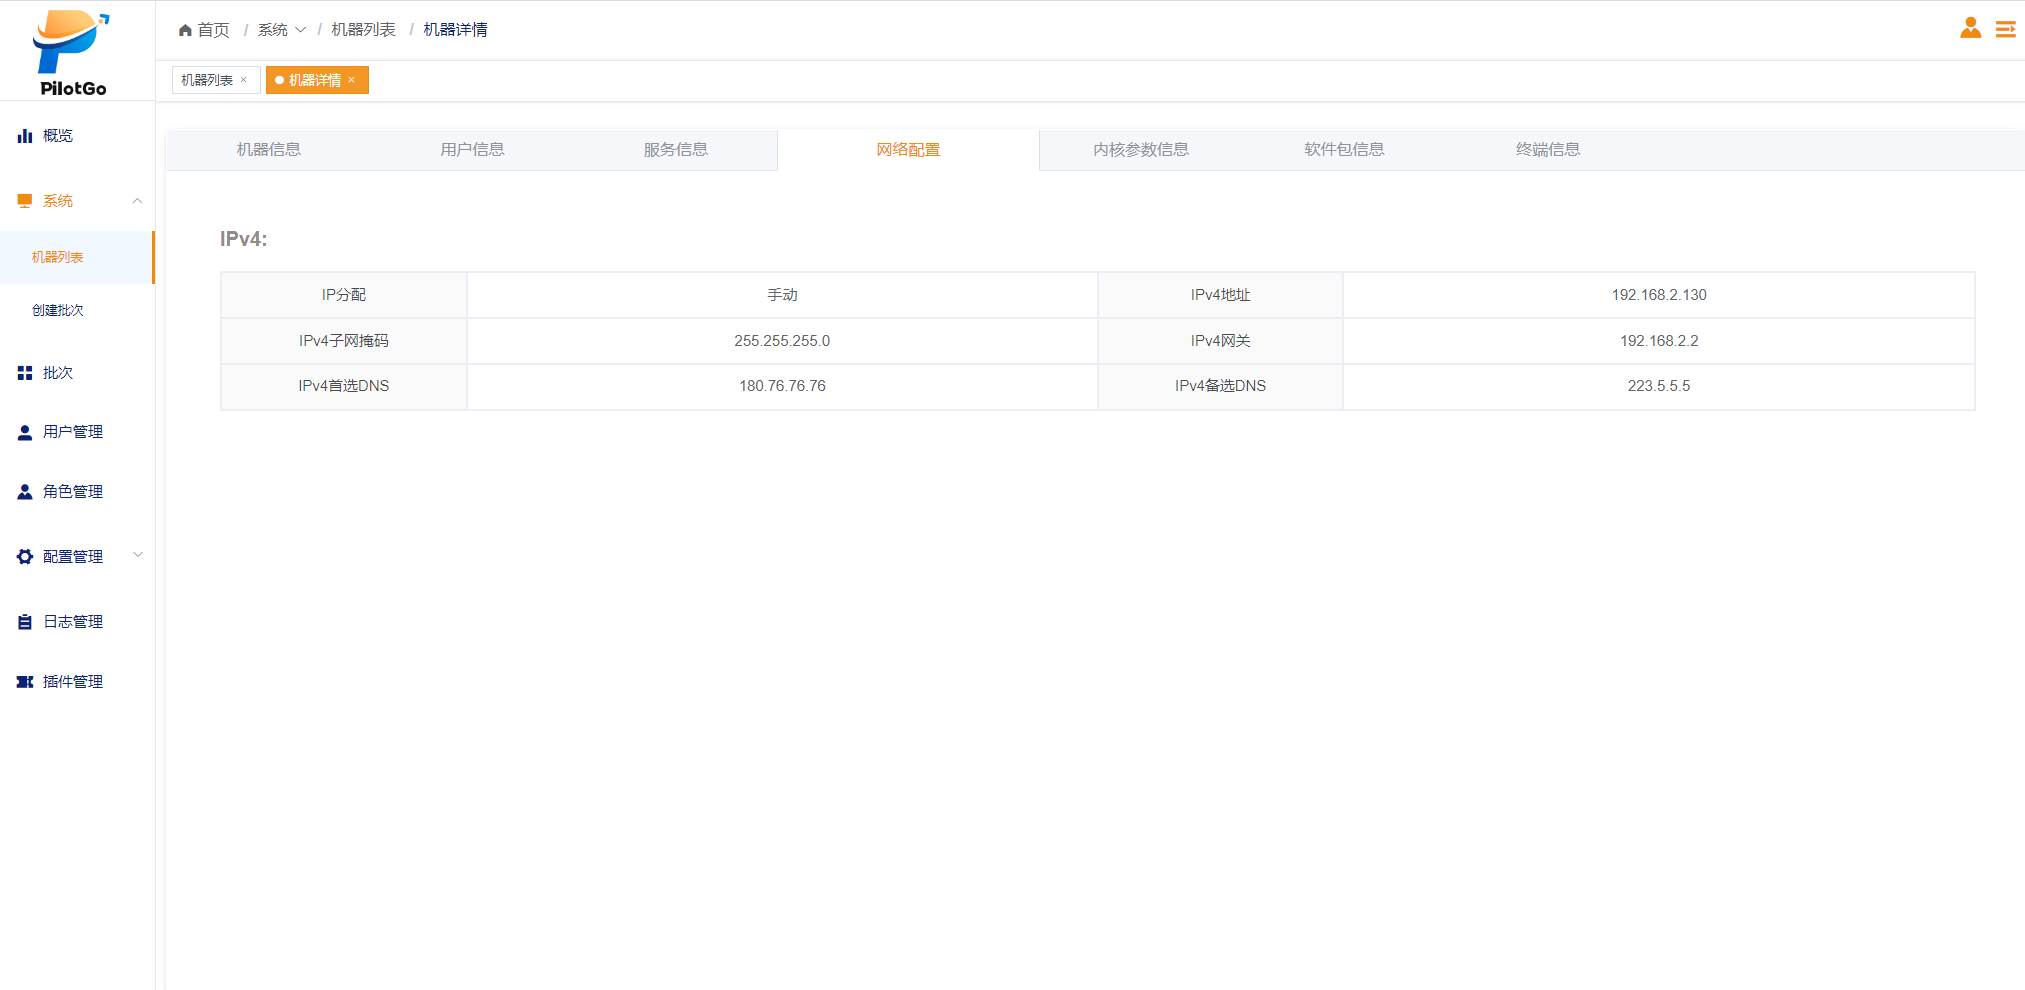 PilotGo
首页 / 系统 / 机器列表 / 机器详情
机器列表 × 机器详情 ×
概览
系统
机器列表
创建批次
批次
用户管理
角色管理
配置管理
日志管理
插件管理
机器信息 用户信息 服务信息 网络配置 内核参数信息 软件包信息 终端信息
IPv4:
IP分配 手动 IPv4地址 192.168.2.130
IPv4子网掩码 255.255.255.0 IPv4网关 192.168.2.2
IPv4首选DNS 180.76.76.76 IPv4备选DNS 223.5.5.5